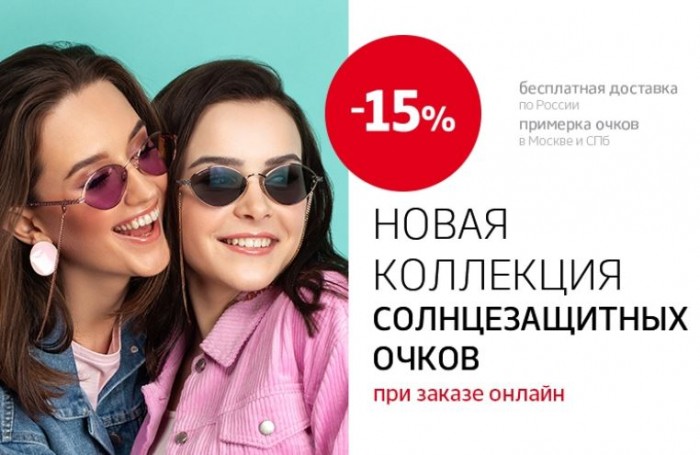 -15%
бесплатная доставка
по России
примерка очков
в Москве и СПб
НОВАЯ
КОЛЛЕКЦИЯ
СОЛНЦЕЗАЩИТНЫХ
ОЧКОВ
при заказе онлайн